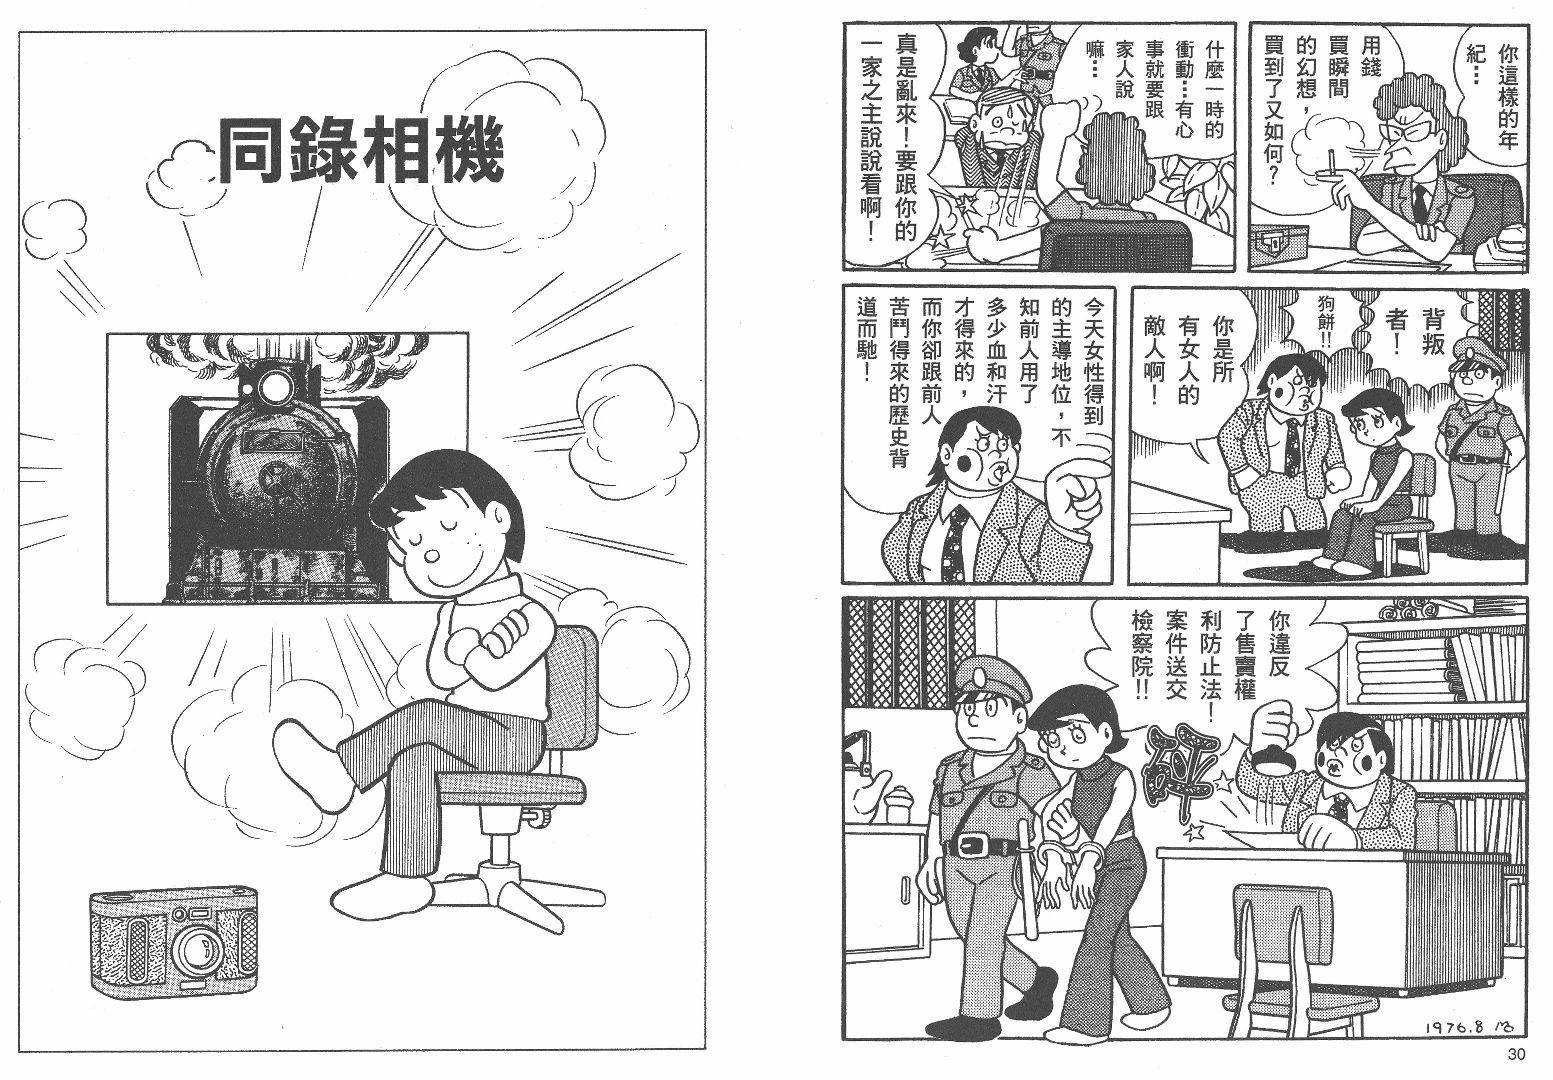 你這樣的年
紀…
用錢
買瞬間
的幻想，
買到了又如何？
什麼一時的
衝動…有心
事就要跟
家人說
嘛…
真是亂來！要跟你的
一家之主說說看啊！
背叛
者！
狗餅!!
你是所
有女人的
敵人啊！
今天女性得到
的主導地位，不
知前人用了
多少血和汗
才得來的，
而你卻跟前人
苦鬥得來的歷史背
道而馳！
你違反
了售賣權
利防止法！
案件送交
檢察院!!
砰
1976.8
30
同錄相機